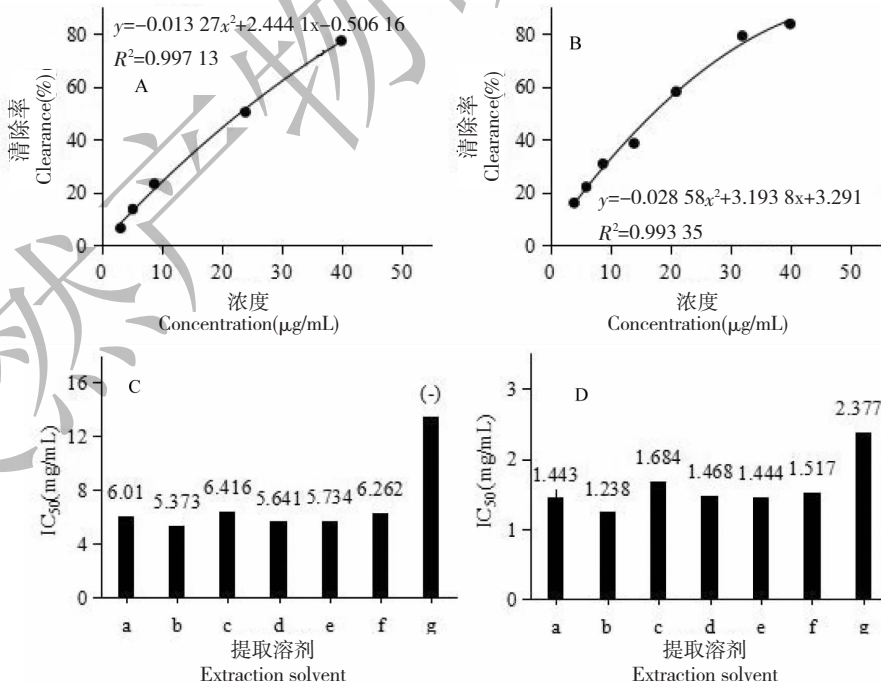 y=-0.013 27x²+2.444 1x-0.506 16
R²=0.997 13
A
80
60
40
20
0
清除率
Clearance(%)
0
10
20
30
40
50
浓度
Concentration(μg/mL)
B
80
60
40
20
0
清除率
Clearance(%)
y=-0.028 58x²+3.193 8x+3.291
R²=0.993 35
0
10
20
30
40
50
浓度
Concentration(μg/mL)
C
16
12
8
4
0
IC₅₀(mg/mL)
6.01
5.373
6.416
5.641
5.734
6.262
(-)
a
b
c
d
e
f
g
提取溶剂
Extraction solvent
D
3
2
1
0
IC₅₀(mg/mL)
1.443
1.238
1.684
1.468
1.444
1.517
2.377
a
b
c
d
e
f
g
提取溶剂
Extraction solvent
然产物